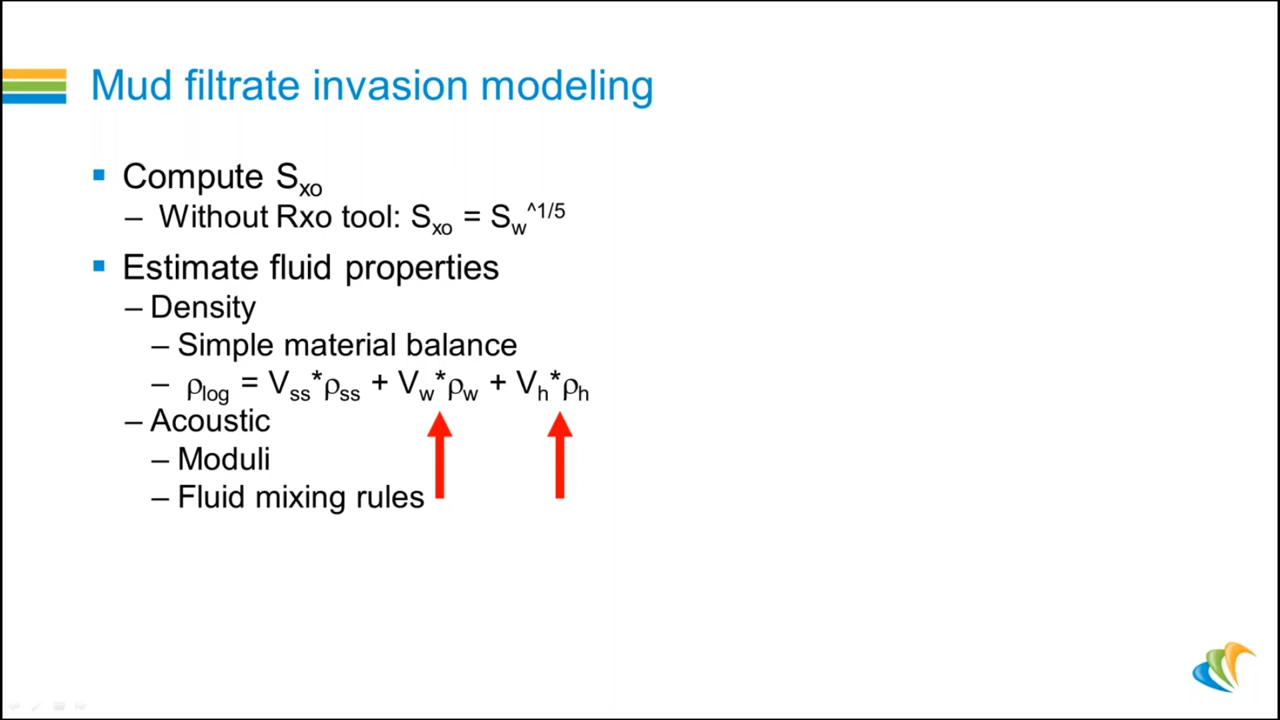 Mud filtrate invasion modeling
Compute Sxo
– Without Rxo tool: Sxo = Sw^1/5
Estimate fluid properties
– Density
– Simple material balance
– ρlog = Vss*ρss + Vw*ρw + Vh*ρh
– Acoustic
– Moduli
– Fluid mixing rules